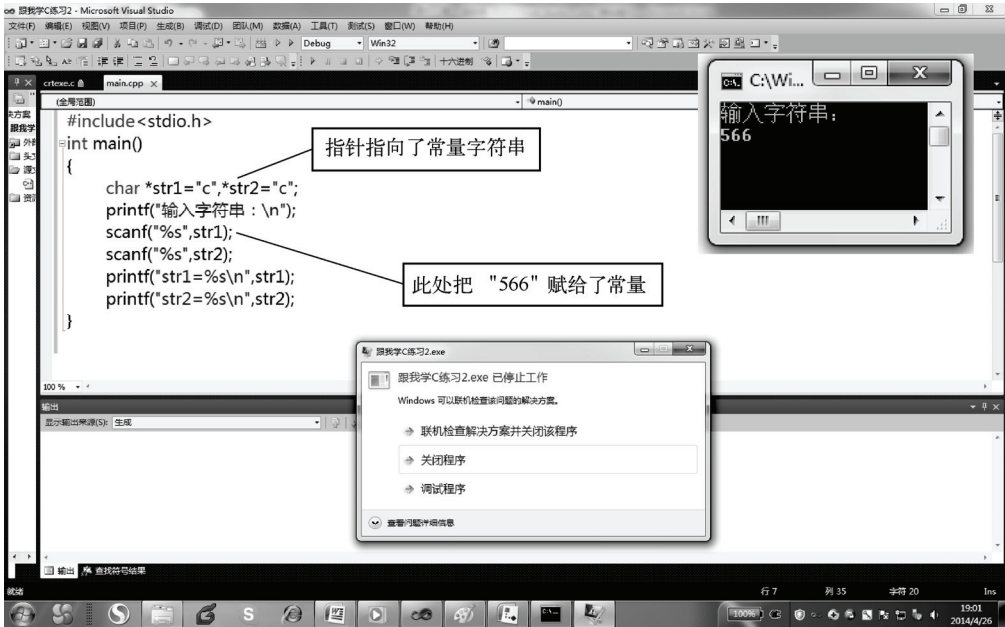 跟我学C练习2 - Microsoft Visual Studio
文件(F) 编辑(E) 视图(V) 项目(P) 生成(B) 调试(D) 团队(M) 数据(A) 工具(T) 测试(S) 窗口(W) 帮助(H)
Debug Win32
十六进制
crtexe.c main.cpp
(全局范围) main()
#include<stdio.h>
int main()
{
char *str1="c",*str2="c";
printf("输入字符串：\n");
scanf("%s",str1);
scanf("%s",str2);
printf("str1=%s\n",str1);
printf("str2=%s\n",str2);
}
指针指向了常量字符串
此处把 "566" 赋给了常量
C:\Wi...
输入字符串：
566
跟我学C练习2.exe
跟我学C练习2.exe 已停止工作
Windows 可以联机检查该问题的解决方案。
联机检查解决方案并关闭该程序
关闭程序
调试程序
查看问题详细信息
100 %
输出
显示输出来源(S): 生成
输出 查找符号结果
就绪
行 7 列 35 字符 20 Ins
100%
19:01
2014/4/26